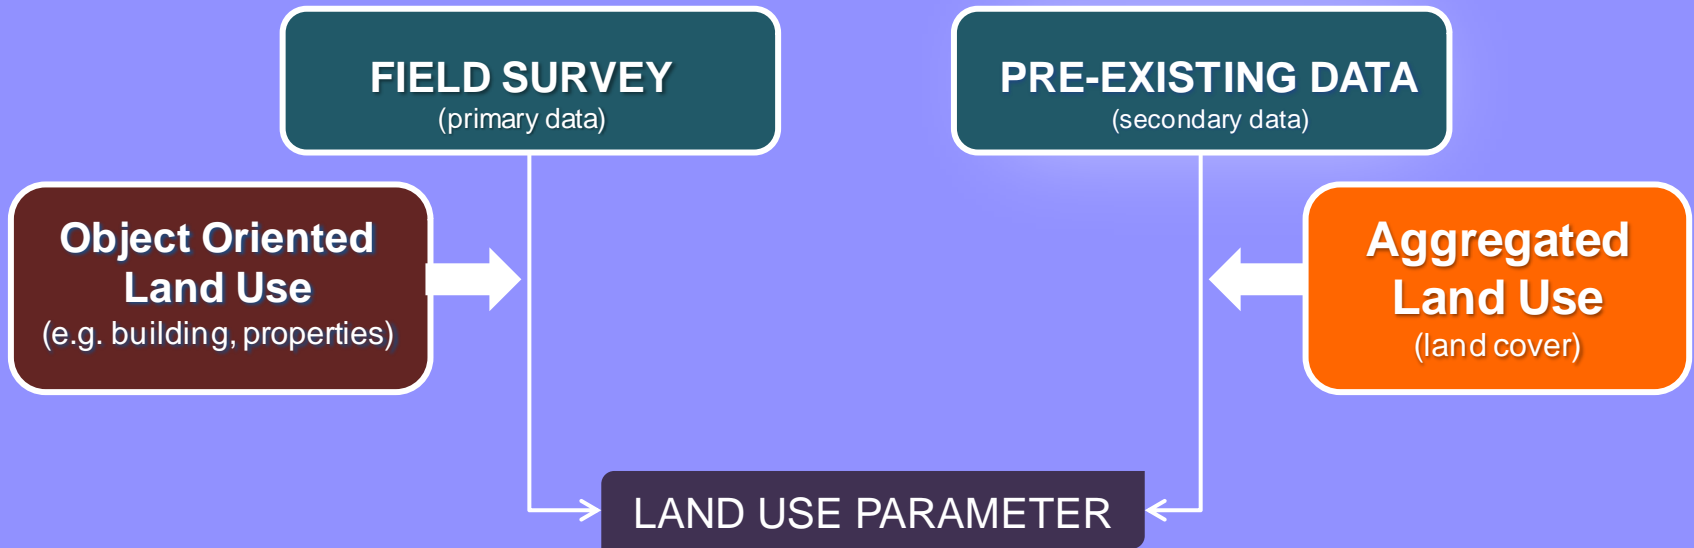 FIELD SURVEY
(primary data)
PRE-EXISTING DATA
(secondary data)
Object Oriented
Land Use
(e.g. building, properties)
Aggregated
Land Use
(land cover)
LAND USE PARAMETER